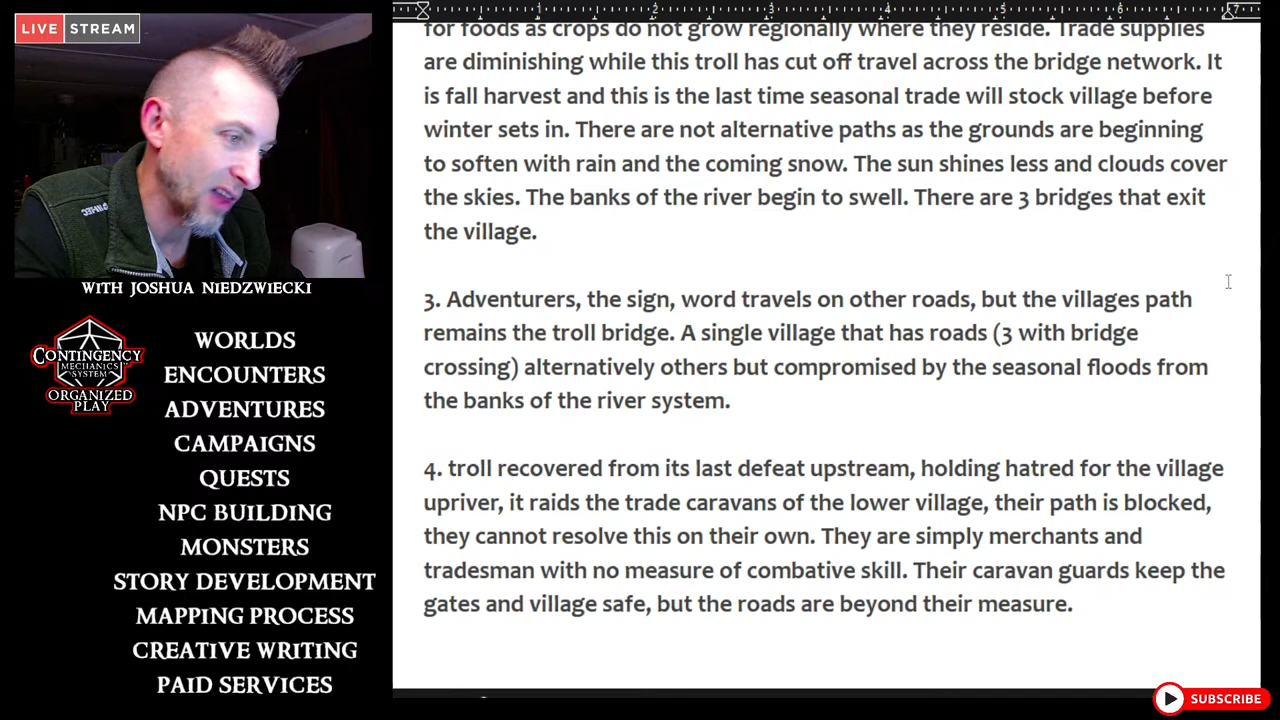 LIVE STREAM
WITH JOSHUA NIEDZWIECKI
CONTINGENCY
MECHANICS
SYSTEM
ORGANIZED
PLAY
WORLDS
ENCOUNTERS
ADVENTURES
CAMPAIGNS
QUESTS
NPC BUILDING
MONSTERS
STORY DEVELOPMENT
MAPPING PROCESS
CREATIVE WRITING
PAID SERVICES
1 2 3 4 5 6 7
for foods as crops do not grow regionally where they reside. Trade supplies
are diminishing while this troll has cut off travel across the bridge network. It
is fall harvest and this is the last time seasonal trade will stock village before
winter sets in. There are not alternative paths as the grounds are beginning
to soften with rain and the coming snow. The sun shines less and clouds cover
the skies. The banks of the river begin to swell. There are 3 bridges that exit
the village.
3. Adventurers, the sign, word travels on other roads, but the villages path
remains the troll bridge. A single village that has roads (3 with bridge
crossing) alternatively others but compromised by the seasonal floods from
the banks of the river system.
4. troll recovered from its last defeat upstream, holding hatred for the village
upriver, it raids the trade caravans of the lower village, their path is blocked,
they cannot resolve this on their own. They are simply merchants and
tradesman with no measure of combative skill. Their caravan guards keep the
gates and village safe, but the roads are beyond their measure.
SUBSCRIBE